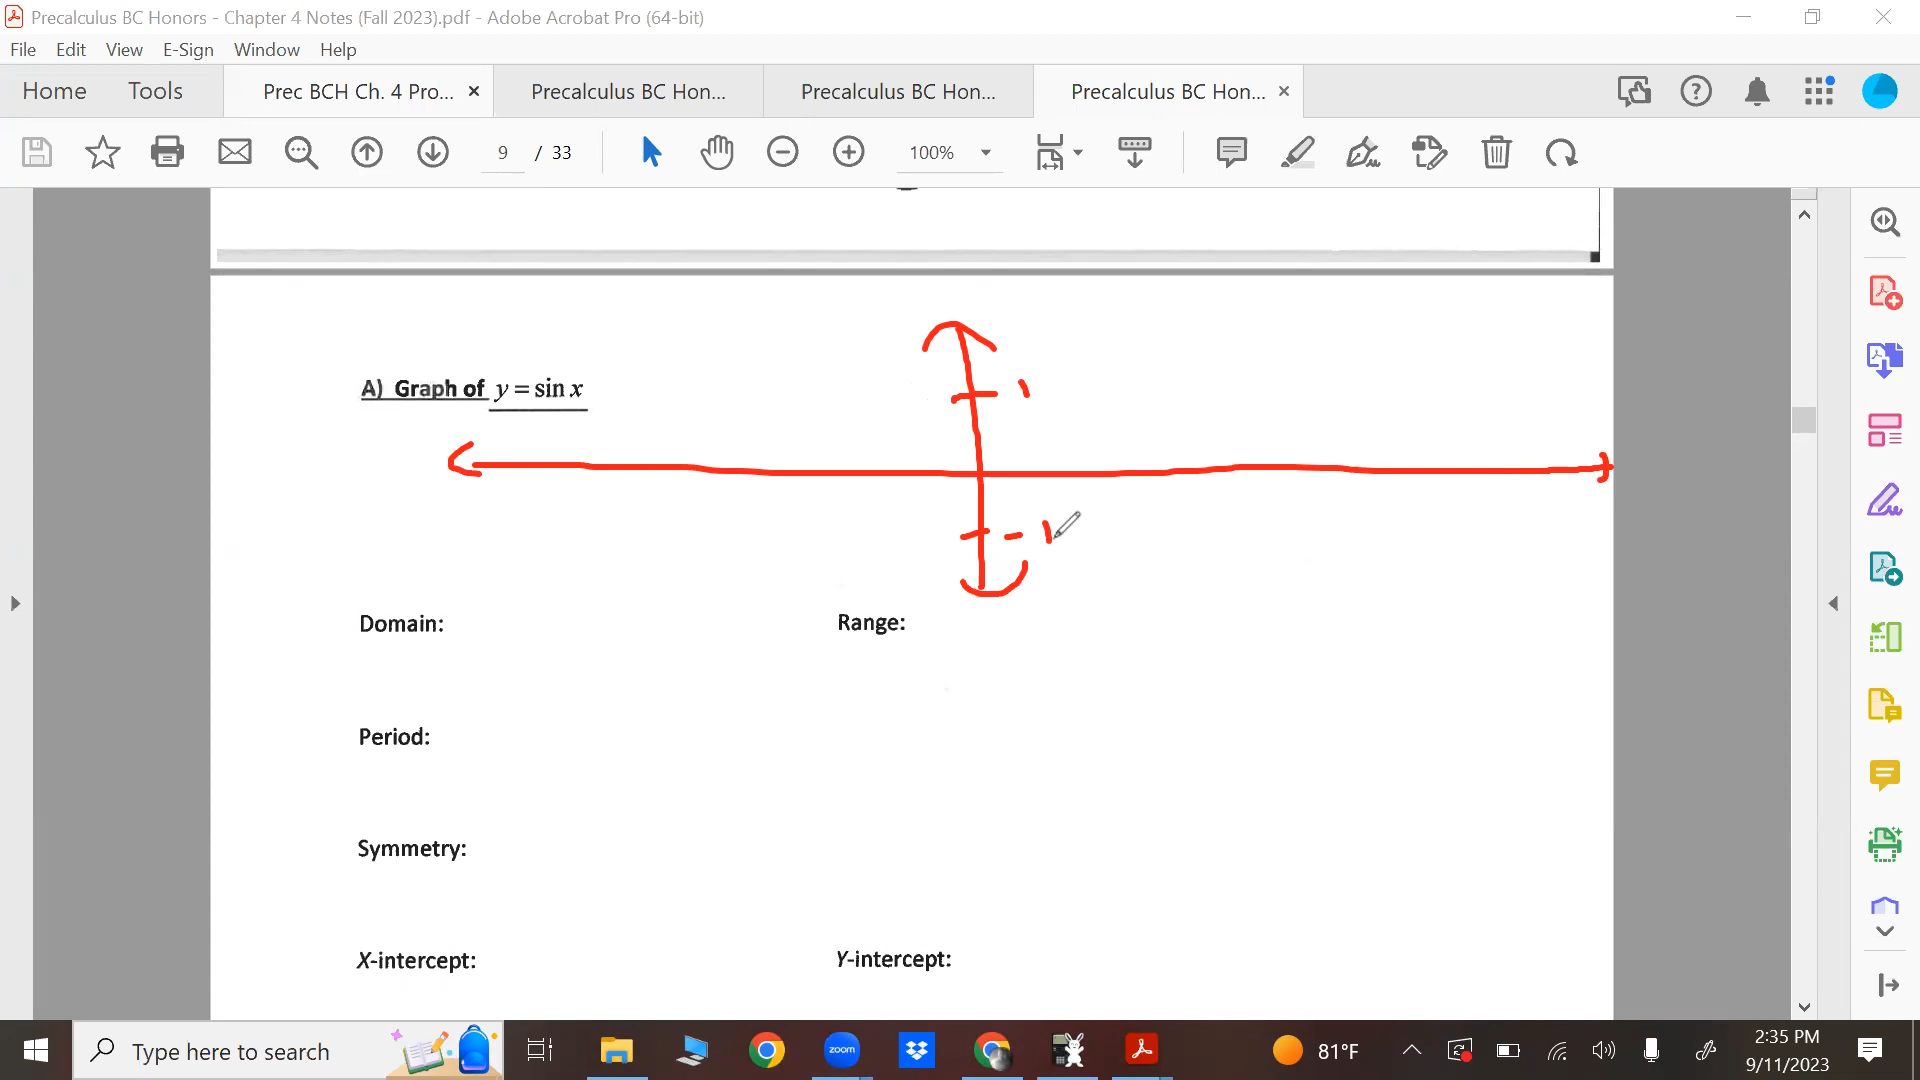 Precalculus BC Honors - Chapter 4 Notes (Fall 2023).pdf - Adobe Acrobat Pro (64-bit)
File Edit View E-Sign Window Help
Home Tools Prec BCH Ch. 4 Pro... × Precalculus BC Hon... Precalculus BC Hon... Precalculus BC Hon... ×
9 / 33 100%
A) Graph of y = sin x
1
-1
Domain: Range:
Period:
Symmetry:
X-intercept: Y-intercept:
Type here to search zoom 81°F 2:35 PM
9/11/2023